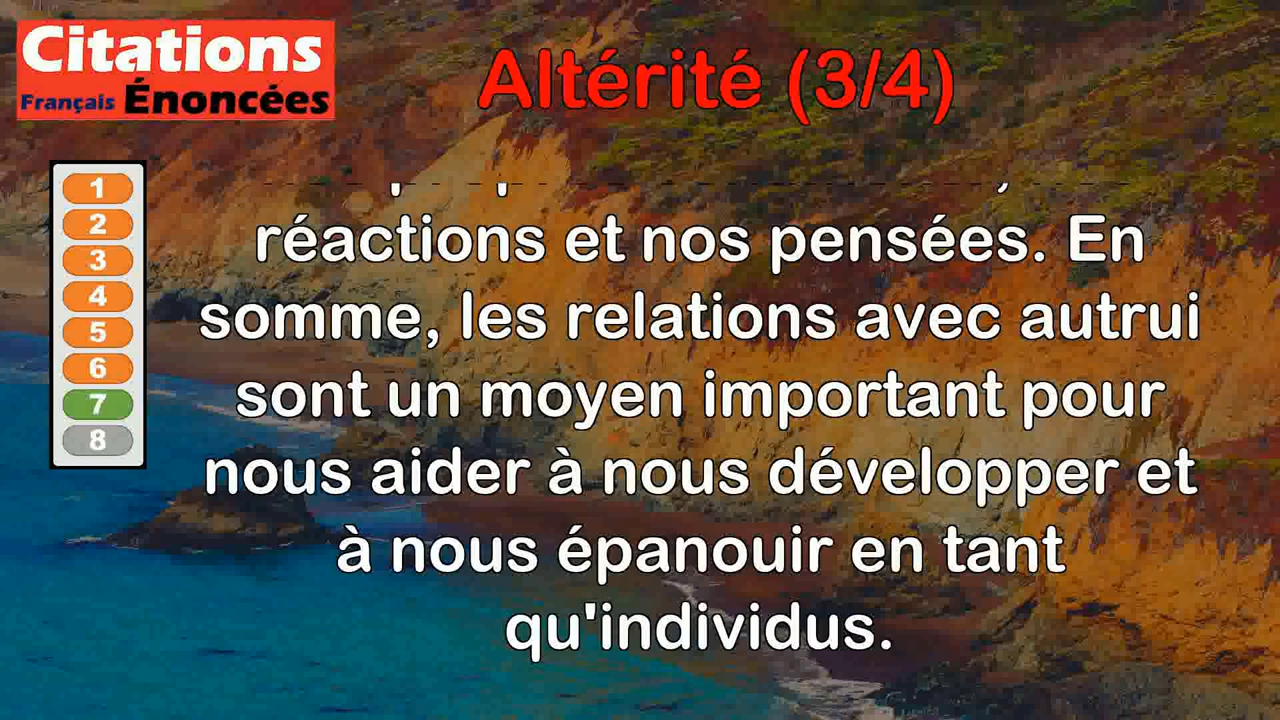 Citations
Français Énoncées
Altérité (3/4)
1
2
3
4
5
6
7
8
réactions et nos pensées. En
somme, les relations avec autrui
sont un moyen important pour
nous aider à nous développer et
à nous épanouir en tant
qu'individus.